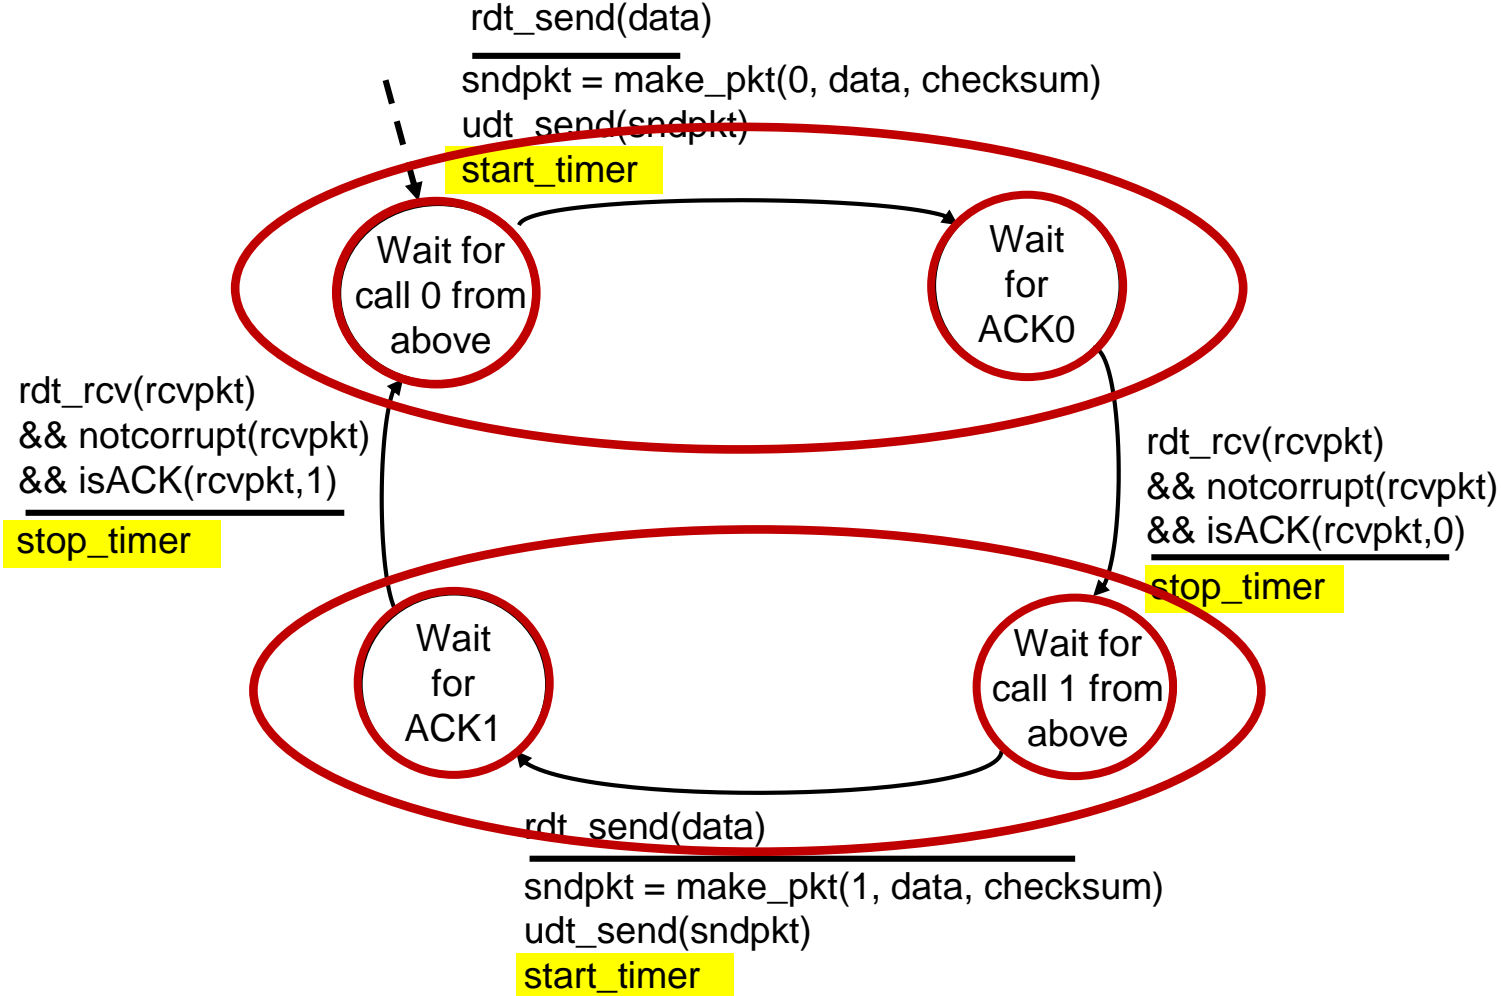 rdt_send(data)
sndpkt = make_pkt(0, data, checksum)
udt_send(sndpkt)
start_timer
Wait for
call 0 from
above
Wait
for
ACK0
rdt_rcv(rcvpkt)
&& notcorrupt(rcvpkt)
&& isACK(rcvpkt,1)
stop_timer
rdt_rcv(rcvpkt)
&& notcorrupt(rcvpkt)
&& isACK(rcvpkt,0)
stop_timer
Wait
for
ACK1
Wait for
call 1 from
above
rdt_send(data)
sndpkt = make_pkt(1, data, checksum)
udt_send(sndpkt)
start_timer